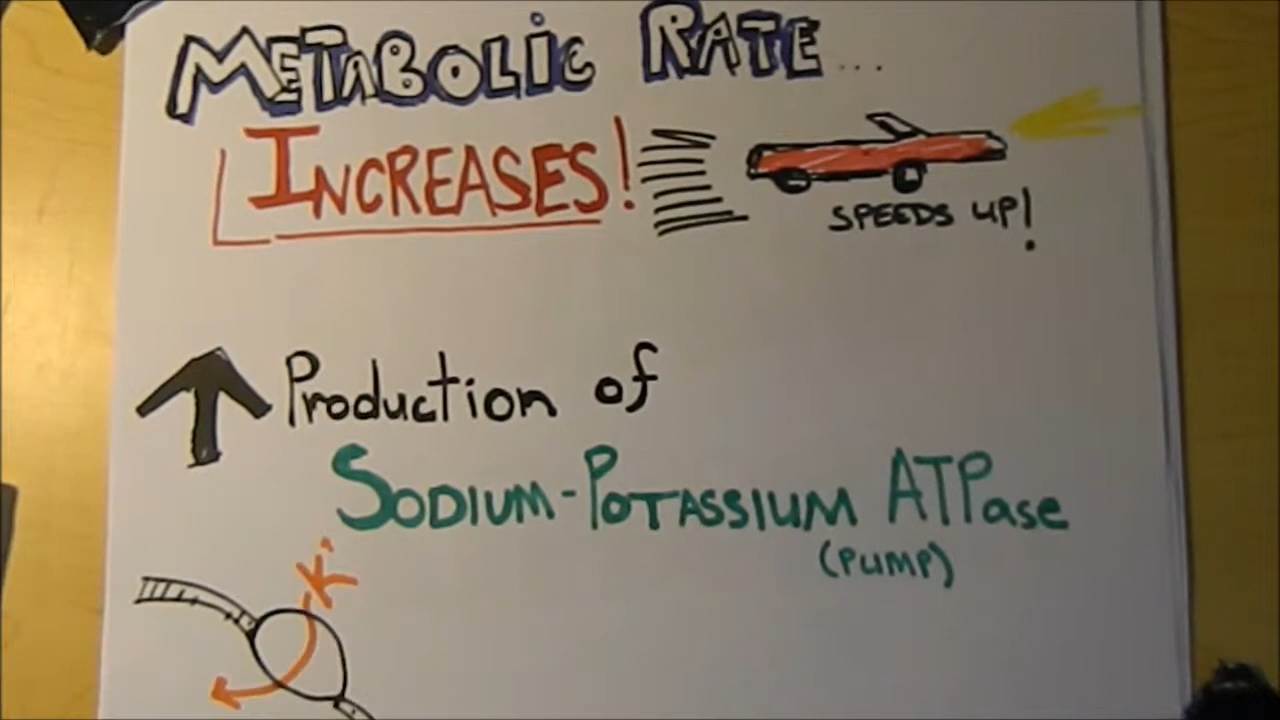 METABOLIC RATE...
INCREASES!
SPEEDS UP!
Production of
SODIUM-POTASSIUM ATPase
(PUMP)
K+